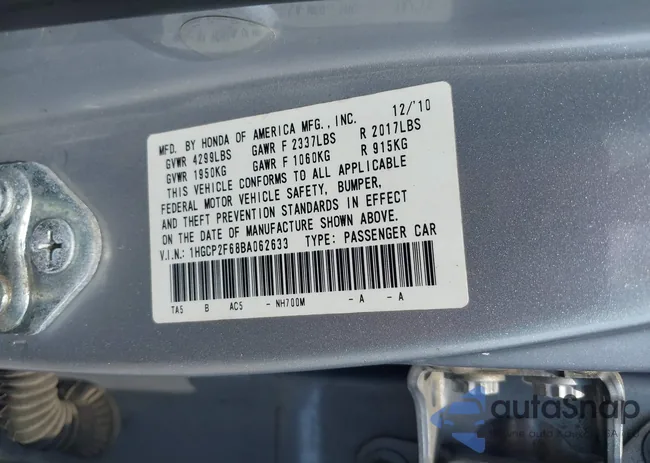 MFD. BY HONDA OF AMERICA MFG., INC. 12/'10
GVWR 4299LBS GAWR F 2337LBS R 2017LBS
GVWR 1950KG GAWR F 1060KG R 915KG
THIS VEHICLE CONFORMS TO ALL APPLICABLE
FEDERAL MOTOR VEHICLE SAFETY, BUMPER,
AND THEFT PREVENTION STANDARDS IN EFFECT
ON THE DATE OF MANUFACTURE SHOWN ABOVE.
V.I.N.: 1HGCP2F66BA062633 TYPE: PASSENGER CAR
TA5 B AC5 - NH700M - A - A
autaSnap